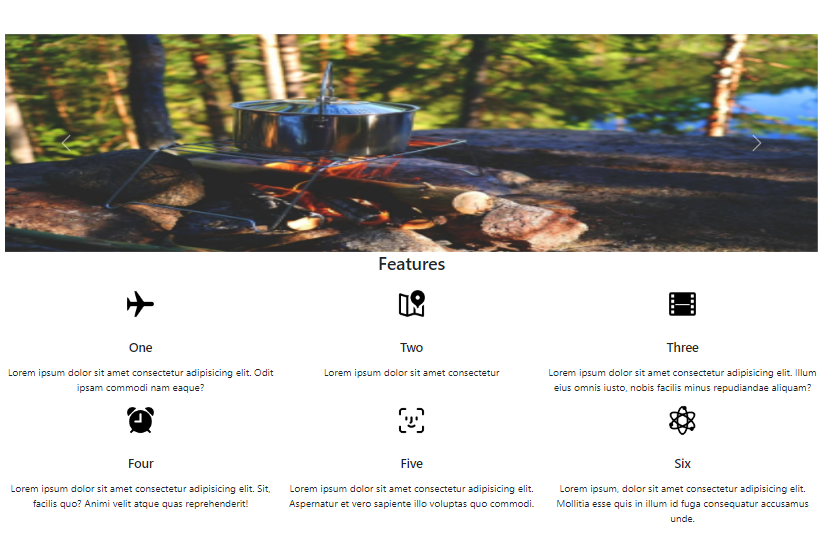 Features
One
Lorem ipsum dolor sit amet consectetur adipisicing elit. Odit
ipsam commodi nam eaque?
Two
Lorem ipsum dolor sit amet consectetur
Three
Lorem ipsum dolor sit amet consectetur adipisicing elit. Illum
eius omnis iusto, nobis facilis minus repudiandae aliquam?
Four
Lorem ipsum dolor sit amet consectetur adipisicing elit. Sit,
facilis quo? Animi velit atque quas reprehenderit!
Five
Lorem ipsum dolor sit amet consectetur adipisicing elit.
Aspernatur et vero sapiente illo voluptas quo commodi.
Six
Lorem ipsum, dolor sit amet consectetur adipisicing elit.
Mollitia esse quis in illum id fuga consequatur accusamus
unde.